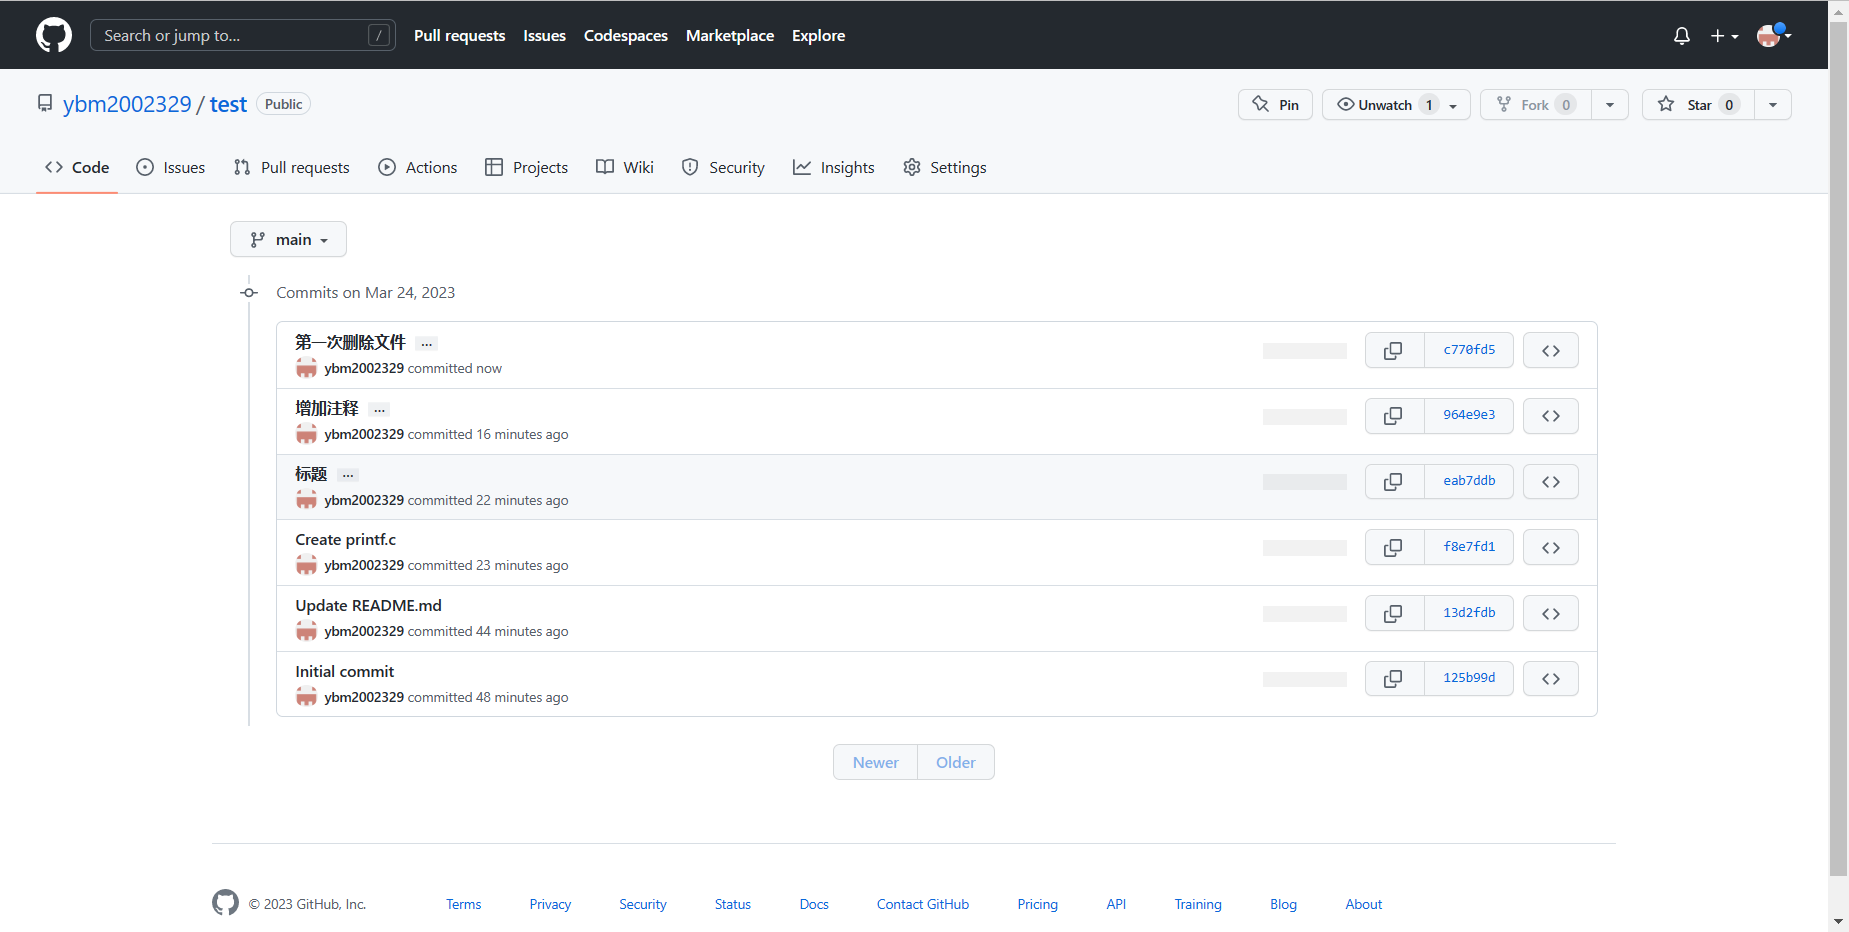 Search or jump to... / Pull requests Issues Codespaces Marketplace Explore
ybm2002329 / test Public Pin Unwatch 1 Fork 0 Star 0
Code Issues Pull requests Actions Projects Wiki Security Insights Settings
main
Commits on Mar 24, 2023
第一次删除文件 ...
ybm2002329 committed now
c770fd5
增加注释 ...
ybm2002329 committed 16 minutes ago
964e9e3
标题 ...
ybm2002329 committed 22 minutes ago
eab7ddb
Create printf.c
ybm2002329 committed 23 minutes ago
f8e7fd1
Update README.md
ybm2002329 committed 44 minutes ago
13d2fdb
Initial commit
ybm2002329 committed 48 minutes ago
125b99d
Newer Older
© 2023 GitHub, Inc. Terms Privacy Security Status Docs Contact GitHub Pricing API Training Blog About